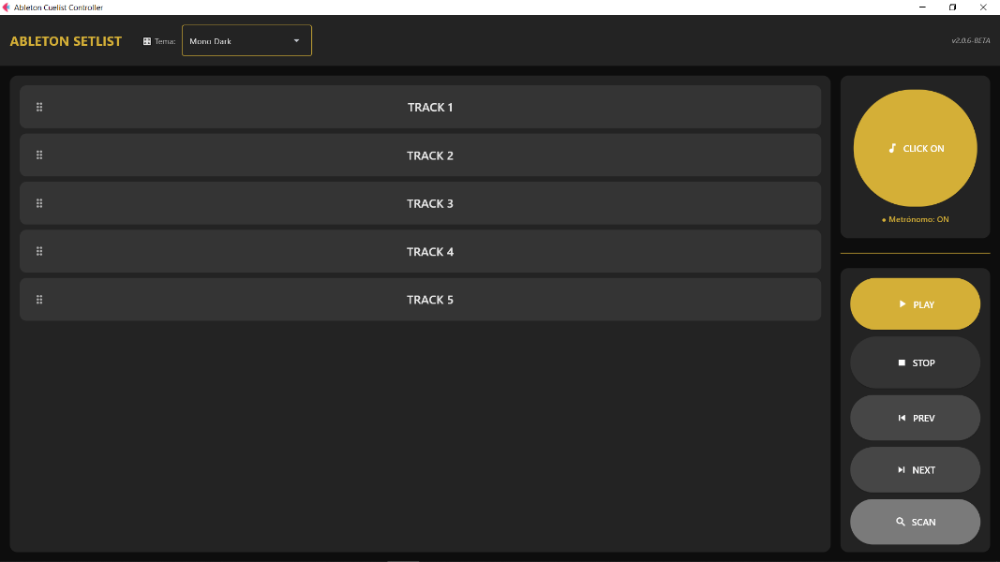 Ableton Cuelist Controller
ABLETON SETLIST
Tema:
Mono Dark
v2.0.6-BETA
TRACK 1
TRACK 2
TRACK 3
TRACK 4
TRACK 5
CLICK ON
● Metrónomo: ON
PLAY
STOP
PREV
NEXT
SCAN